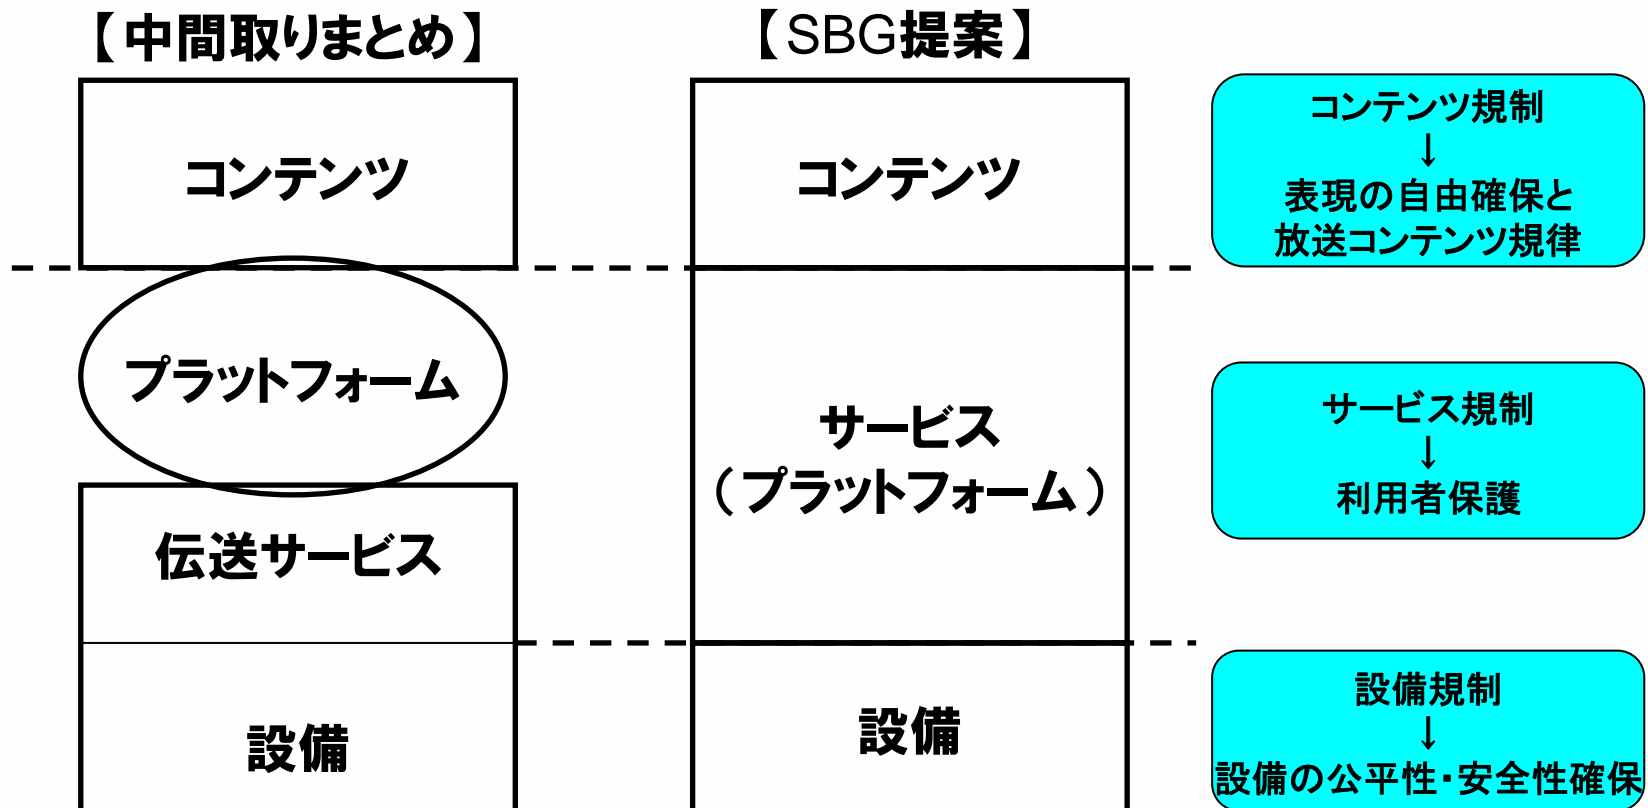 【中間取りまとめ】
コンテンツ
プラットフォーム
伝送サービス
設備
【SBG提案】
コンテンツ
サービス
（プラットフォーム）
設備
コンテンツ規制
↓
表現の自由確保と
放送コンテンツ規律
サービス規制
↓
利用者保護
設備規制
↓
設備の公平性・安全性確保